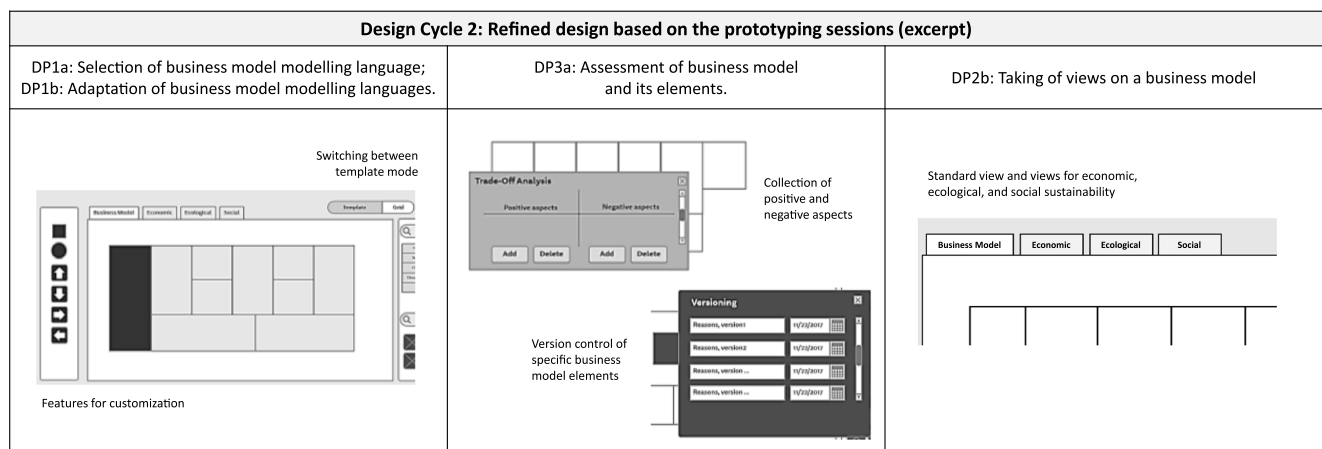 Design Cycle 2: Refined design based on the prototyping sessions (excerpt)
DP1a: Selection of business model modelling language;
DP1b: Adaptation of business model modelling languages.
DP3a: Assessment of business model
and its elements.
DP2b: Taking of views on a business model
Switching between
template mode
Business Model Economic Ecological Social
Template Grid
Features for customization
Trade-Off Analysis
Positive aspects Negative aspects
Add Delete Add Delete
Collection of
positive and
negative aspects
Version control of
specific business
model elements
Versioning
Reasons, version1 11/22/2017
Reasons, version2 11/22/2017
Reasons, version ... 11/22/2017
Reasons, version ... 11/22/2017
Standard view and views for economic,
ecological, and social sustainability
Business Model Economic Ecological Social